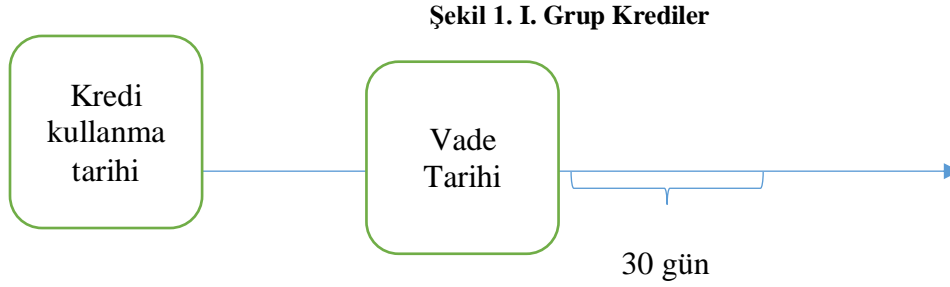 Şekil 1. I. Grup Krediler
Kredi
kullanma
tarihi
Vade
Tarihi
30 gün